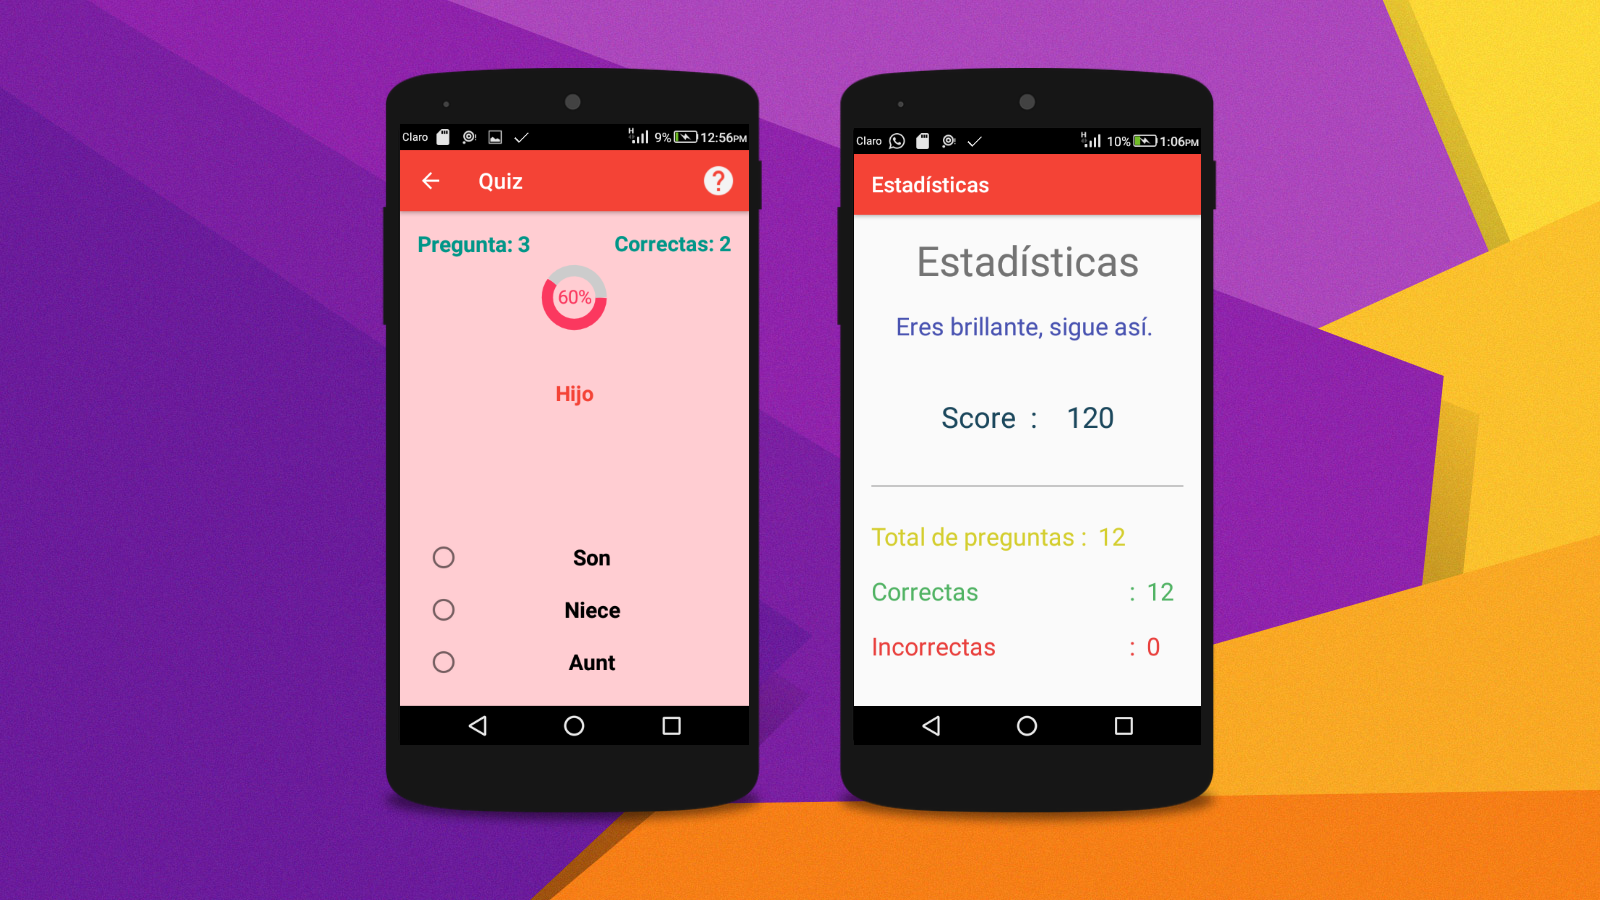 Claro 9% 12:56PM
Quiz ?
Pregunta: 3 Correctas: 2
60%
Hijo
Son
Niece
Aunt
Claro H 10% 1:06PM
Estadísticas
Estadísticas
Eres brillante, sigue así.
Score : 120
Total de preguntas : 12
Correctas : 12
Incorrectas : 0